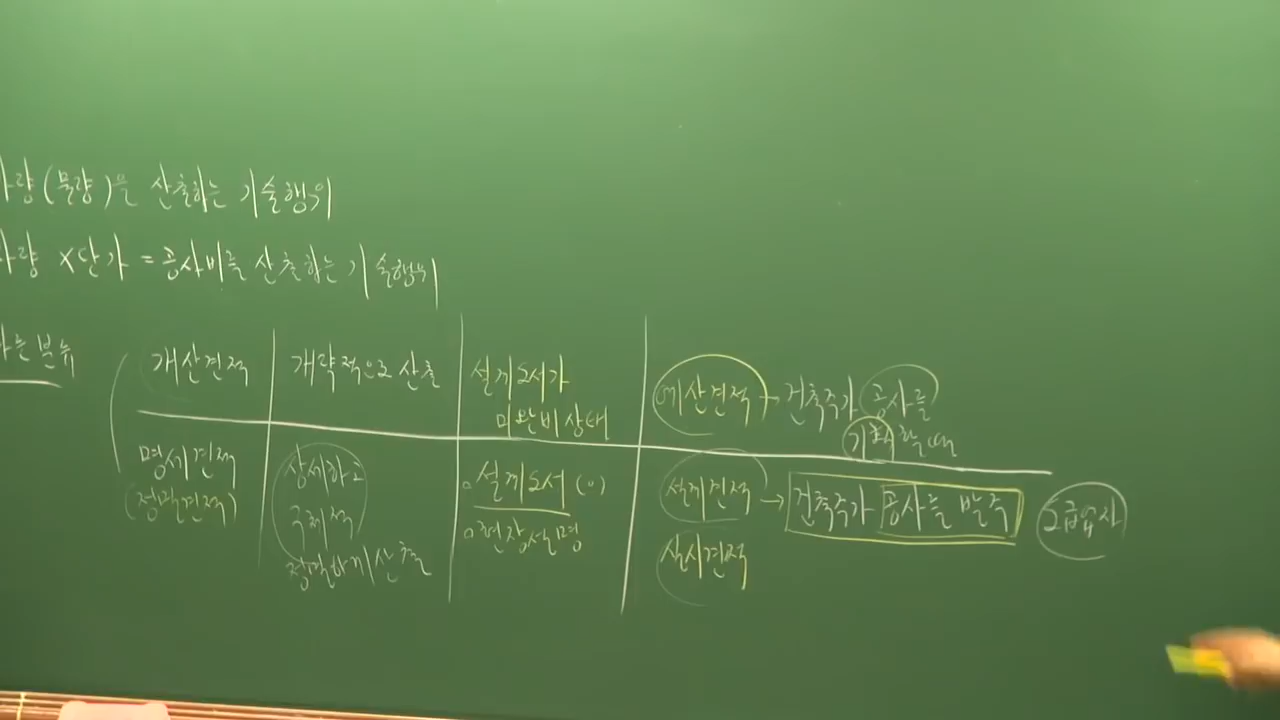 량(물량)을 산출하는 기술행위
량 X단가 = 공사비를 산출하는 기술행위
는 분류
개산견적
개략적으로 산출
설계도서가
미완비상태
예산견적 → 건축주가 공사를
기획할때
명세견적
(정밀견적)
상세하고
구체적
정밀하게 산출
설계도서(0)
현장설명
설계견적 → 건축주가 공사를 발주
도급업자
실시견적